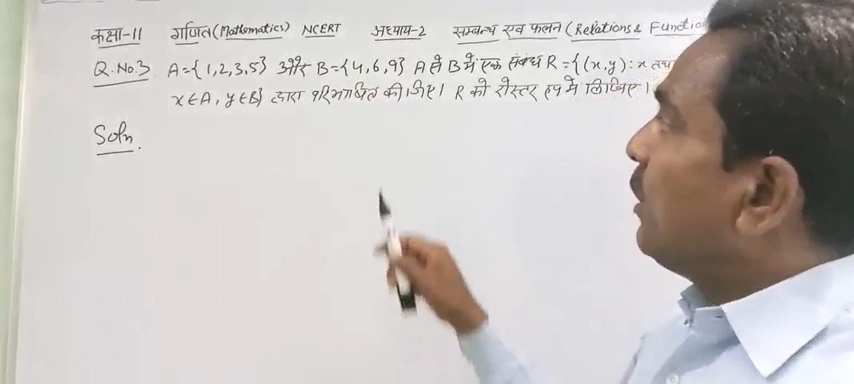 कक्षा-11 गणित (Mathematics) NCERT अध्याय-2 सम्बन्ध एवं फलन (Relations & Functio
Q.No.3 A={1,2,3,5} और B={4,6,9} A से B में एक संबंध R={(x,y): x
x∈A, y∈B} द्वारा परिभाषित कीजिए। R को रोस्टर रूप में लिखिए।
Soln.